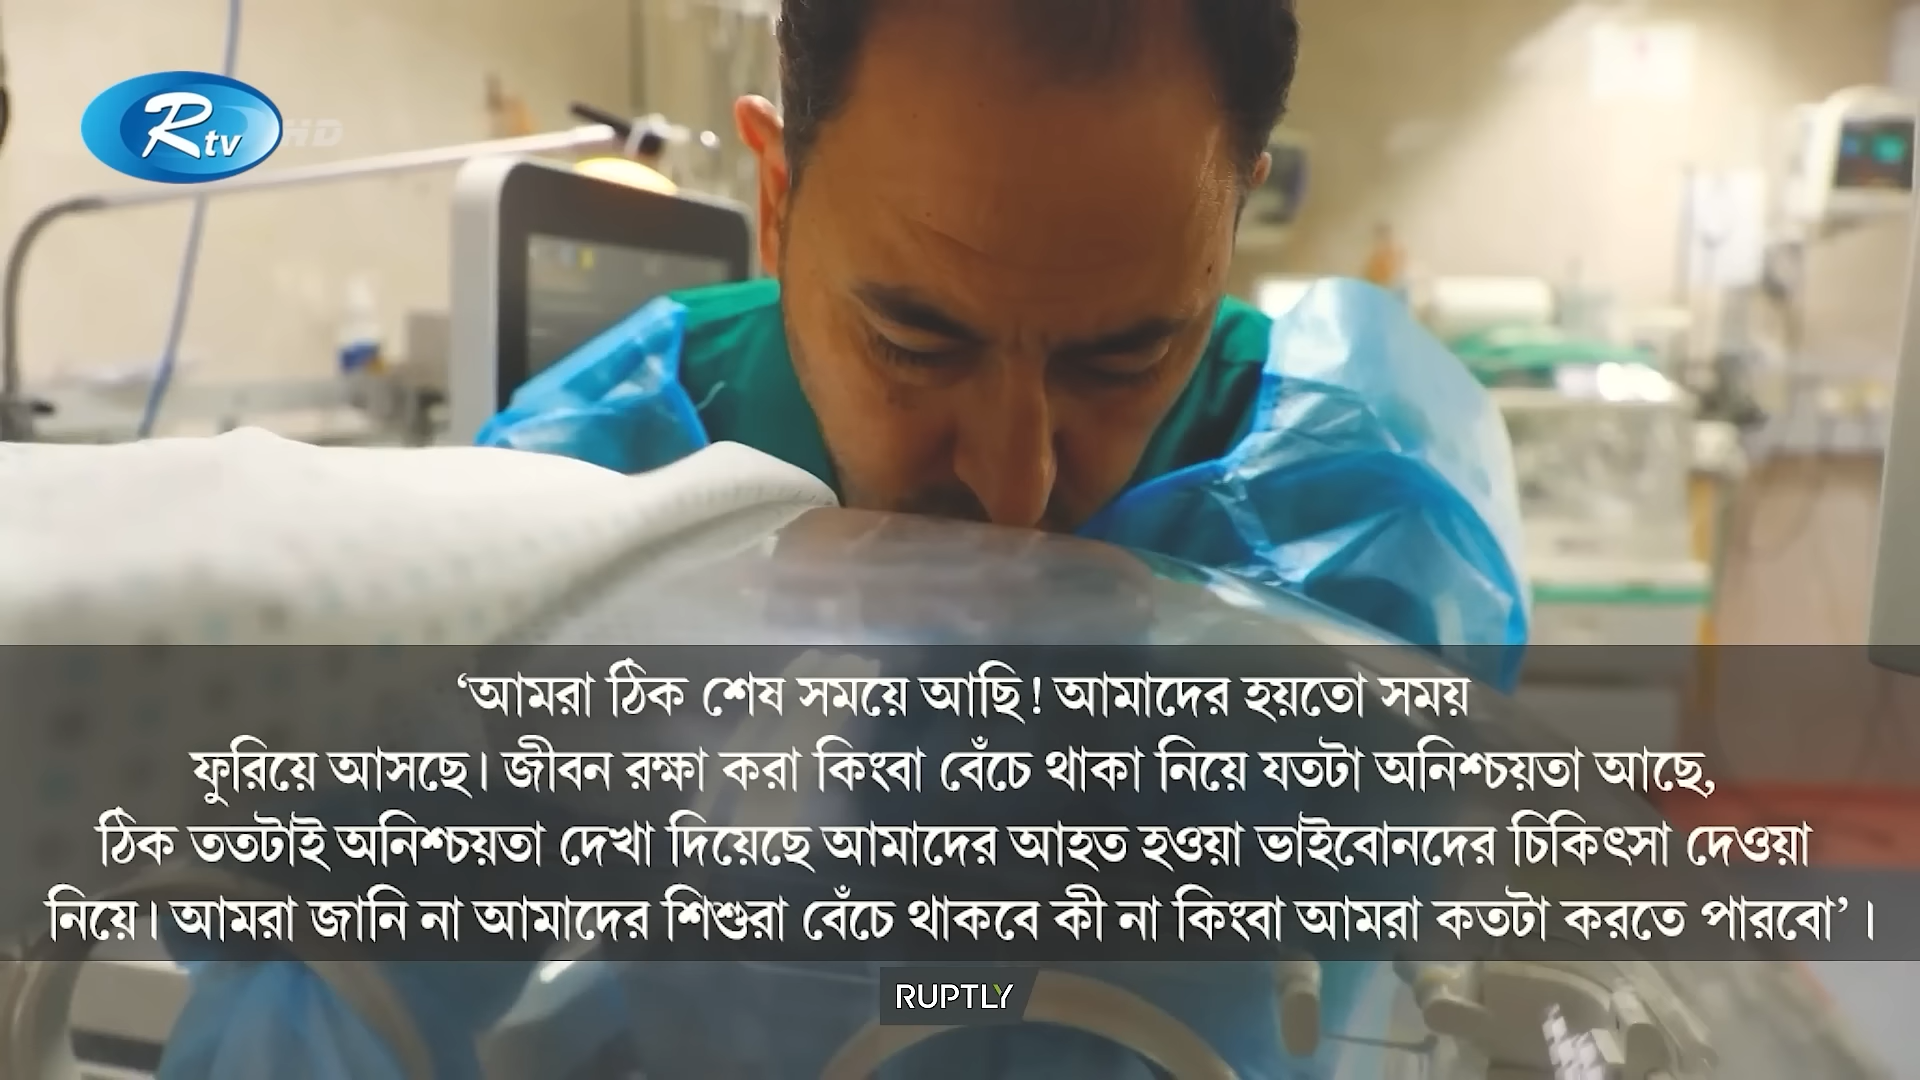 Rtv HD
‘আমরা ঠিক শেষ সময়ে আছি! আমাদের হয়তো সময়
ফুরিয়ে আসছে। জীবন রক্ষা করা কিংবা বেঁচে থাকা নিয়ে যতটা অনিশ্চয়তা আছে,
ঠিক ততটাই অনিশ্চয়তা দেখা দিয়েছে আমাদের আহত হওয়া ভাইবোনদের চিকিৎসা দেওয়া
নিয়ে। আমরা জানি না আমাদের শিশুরা বেঁচে থাকবে কী না কিংবা আমরা কতটা করতে পারবো’।
RUPTLY